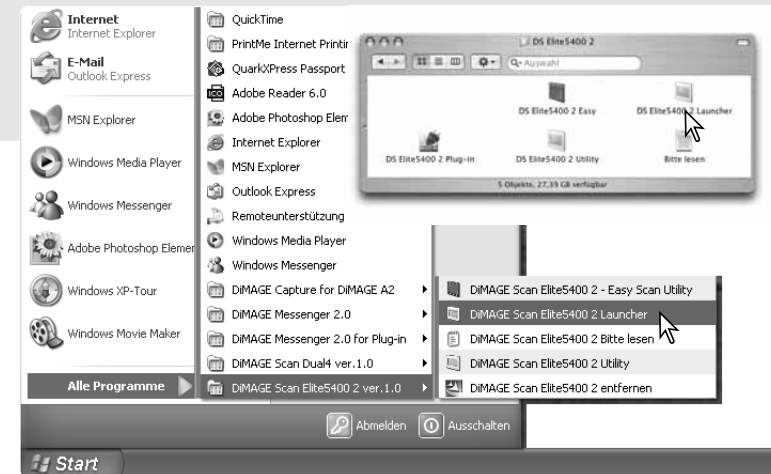 Internet
Internet Explorer
E-Mail
Outlook Express
MSN Explorer
Windows Media Player
Windows Messenger
Adobe Photoshop Elemer
Windows XP-Tour
Windows Movie Maker
Alle Programme
QuickTime
PrintMe Internet Printin
QuarkXPress Passport
Adobe Reader 6.0
Adobe Photoshop Elem
Internet Explorer
MSN Explorer
Outlook Express
Remoteunterstützung
Windows Media Player
Windows Messenger
DiMAGE Capture for DiMAGE A2
DiMAGE Messenger 2.0
DiMAGE Messenger 2.0 for Plug-in
DiMAGE Scan Dual4 ver.1.0
DiMAGE Scan Elite5400 2 ver.1.0
DiMAGE Scan Elite5400 2 - Easy Scan Utility
DiMAGE Scan Elite5400 2 Launcher
DiMAGE Scan Elite5400 2 Bitte lesen
DiMAGE Scan Elite5400 2 Utility
DiMAGE Scan Elite5400 2 entfernen
Abmelden
Ausschalten
Start
DS Elite5400 2
Auswahl
DS Elite5400 2 Easy
DS Elite5400 2 Launcher
DS Elite5400 2 Plug-in
DS Elite5400 2 Utility
Bitte lesen
5 Objekte, 27,39 GB verfügbar